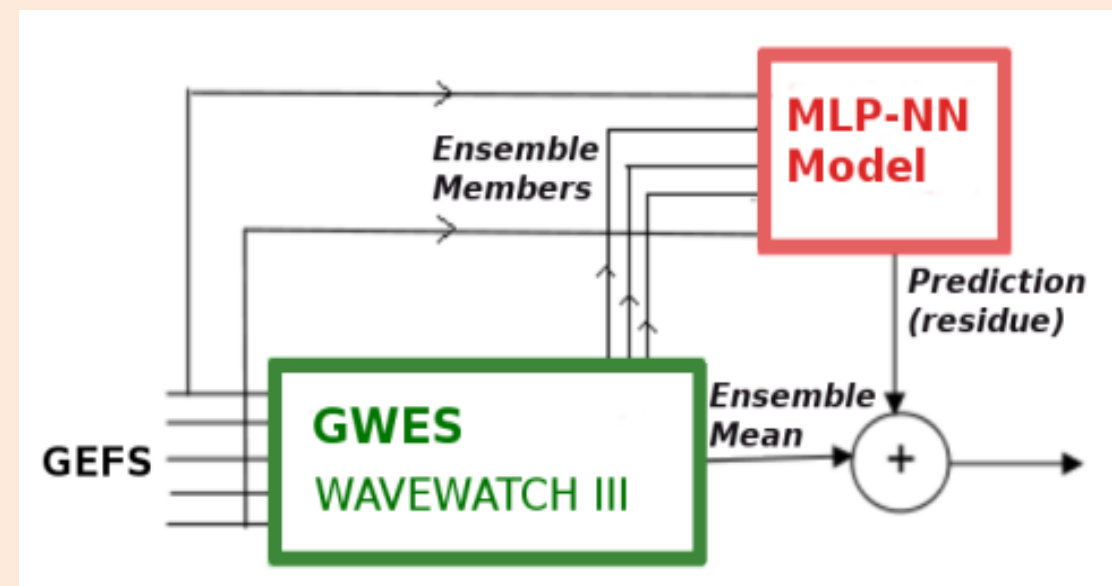 MLP-NN
Model
Ensemble
Members
Prediction
(residue)
GEFS
GWES
WAVEWATCH III
Ensemble
Mean
+